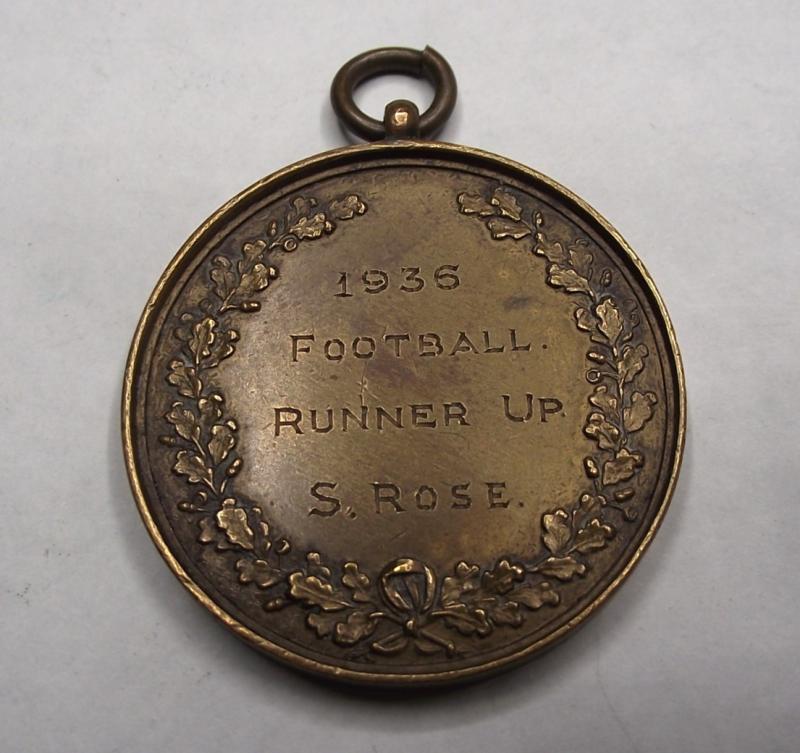 1936
FOOTBALL.
RUNNER UP.
S. ROSE.